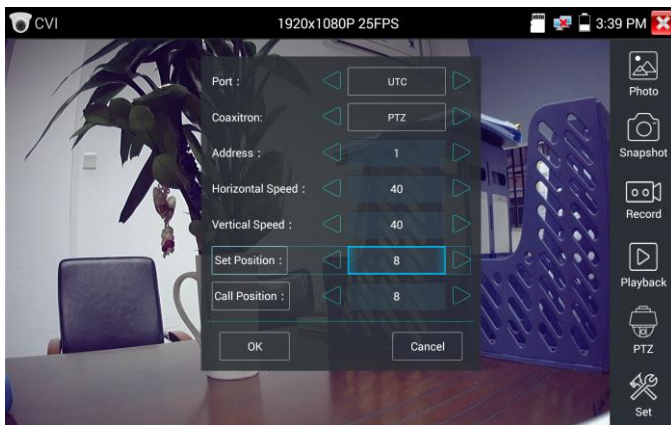 CVI 1920x1080P 25FPS 3:39 PM
Port : UTC
Coaxitron: PTZ
Address : 1
Horizontal Speed : 40
Vertical Speed : 40
Set Position : 8
Call Position : 8
OK Cancel
Photo
Snapshot
Record
Playback
PTZ
Set